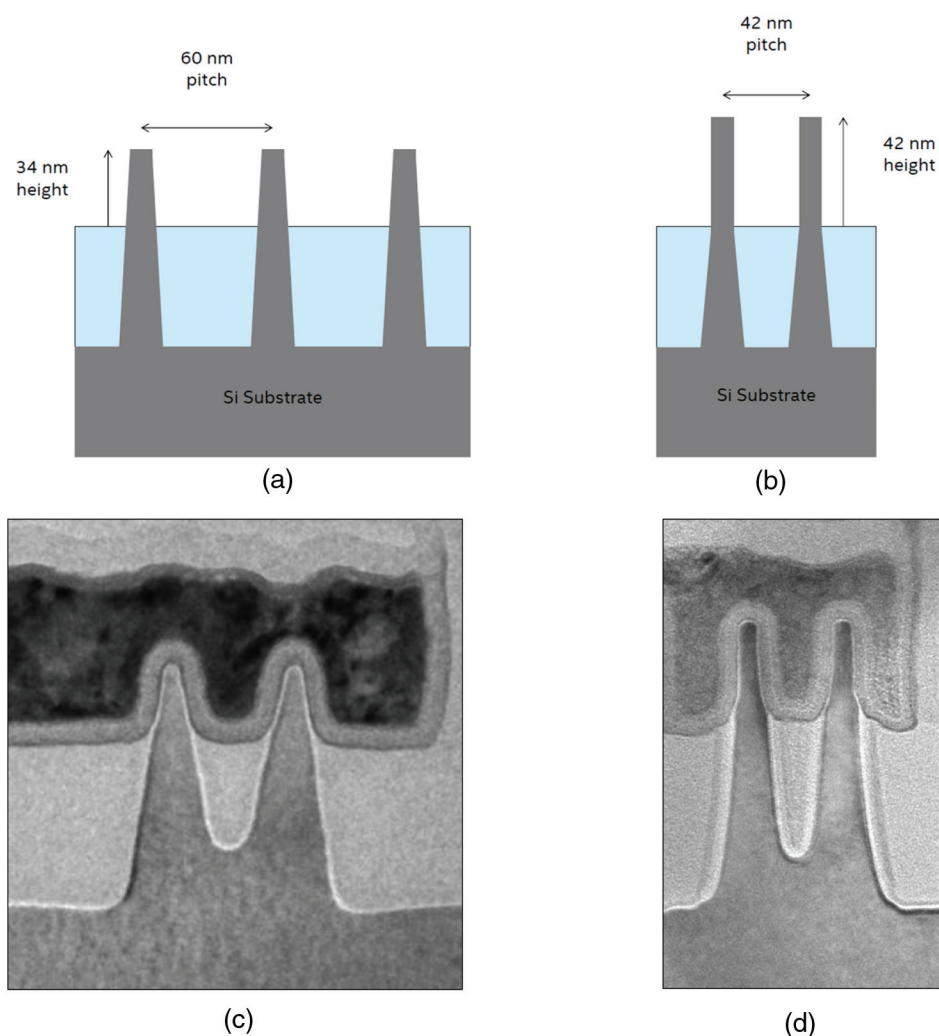 60 nm
pitch
34 nm
height
Si Substrate
(a)
42 nm
pitch
42 nm
height
Si Substrate
(b)
(c)
(d)